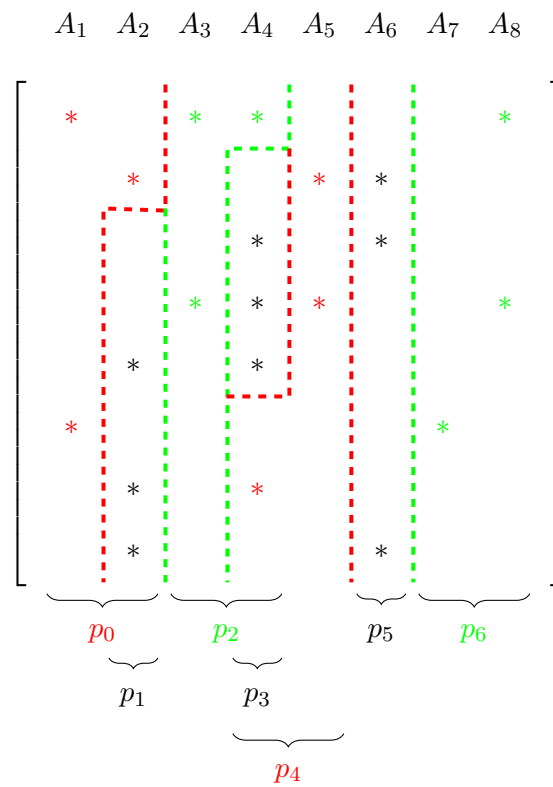 A₁ A₂ A₃ A₄ A₅ A₆ A₇ A₈
* * * *
* * *
* *
* * * *
* *
* *
* *
* *
p₀ p₂ p₅ p₆
p₁ p₃
p₄